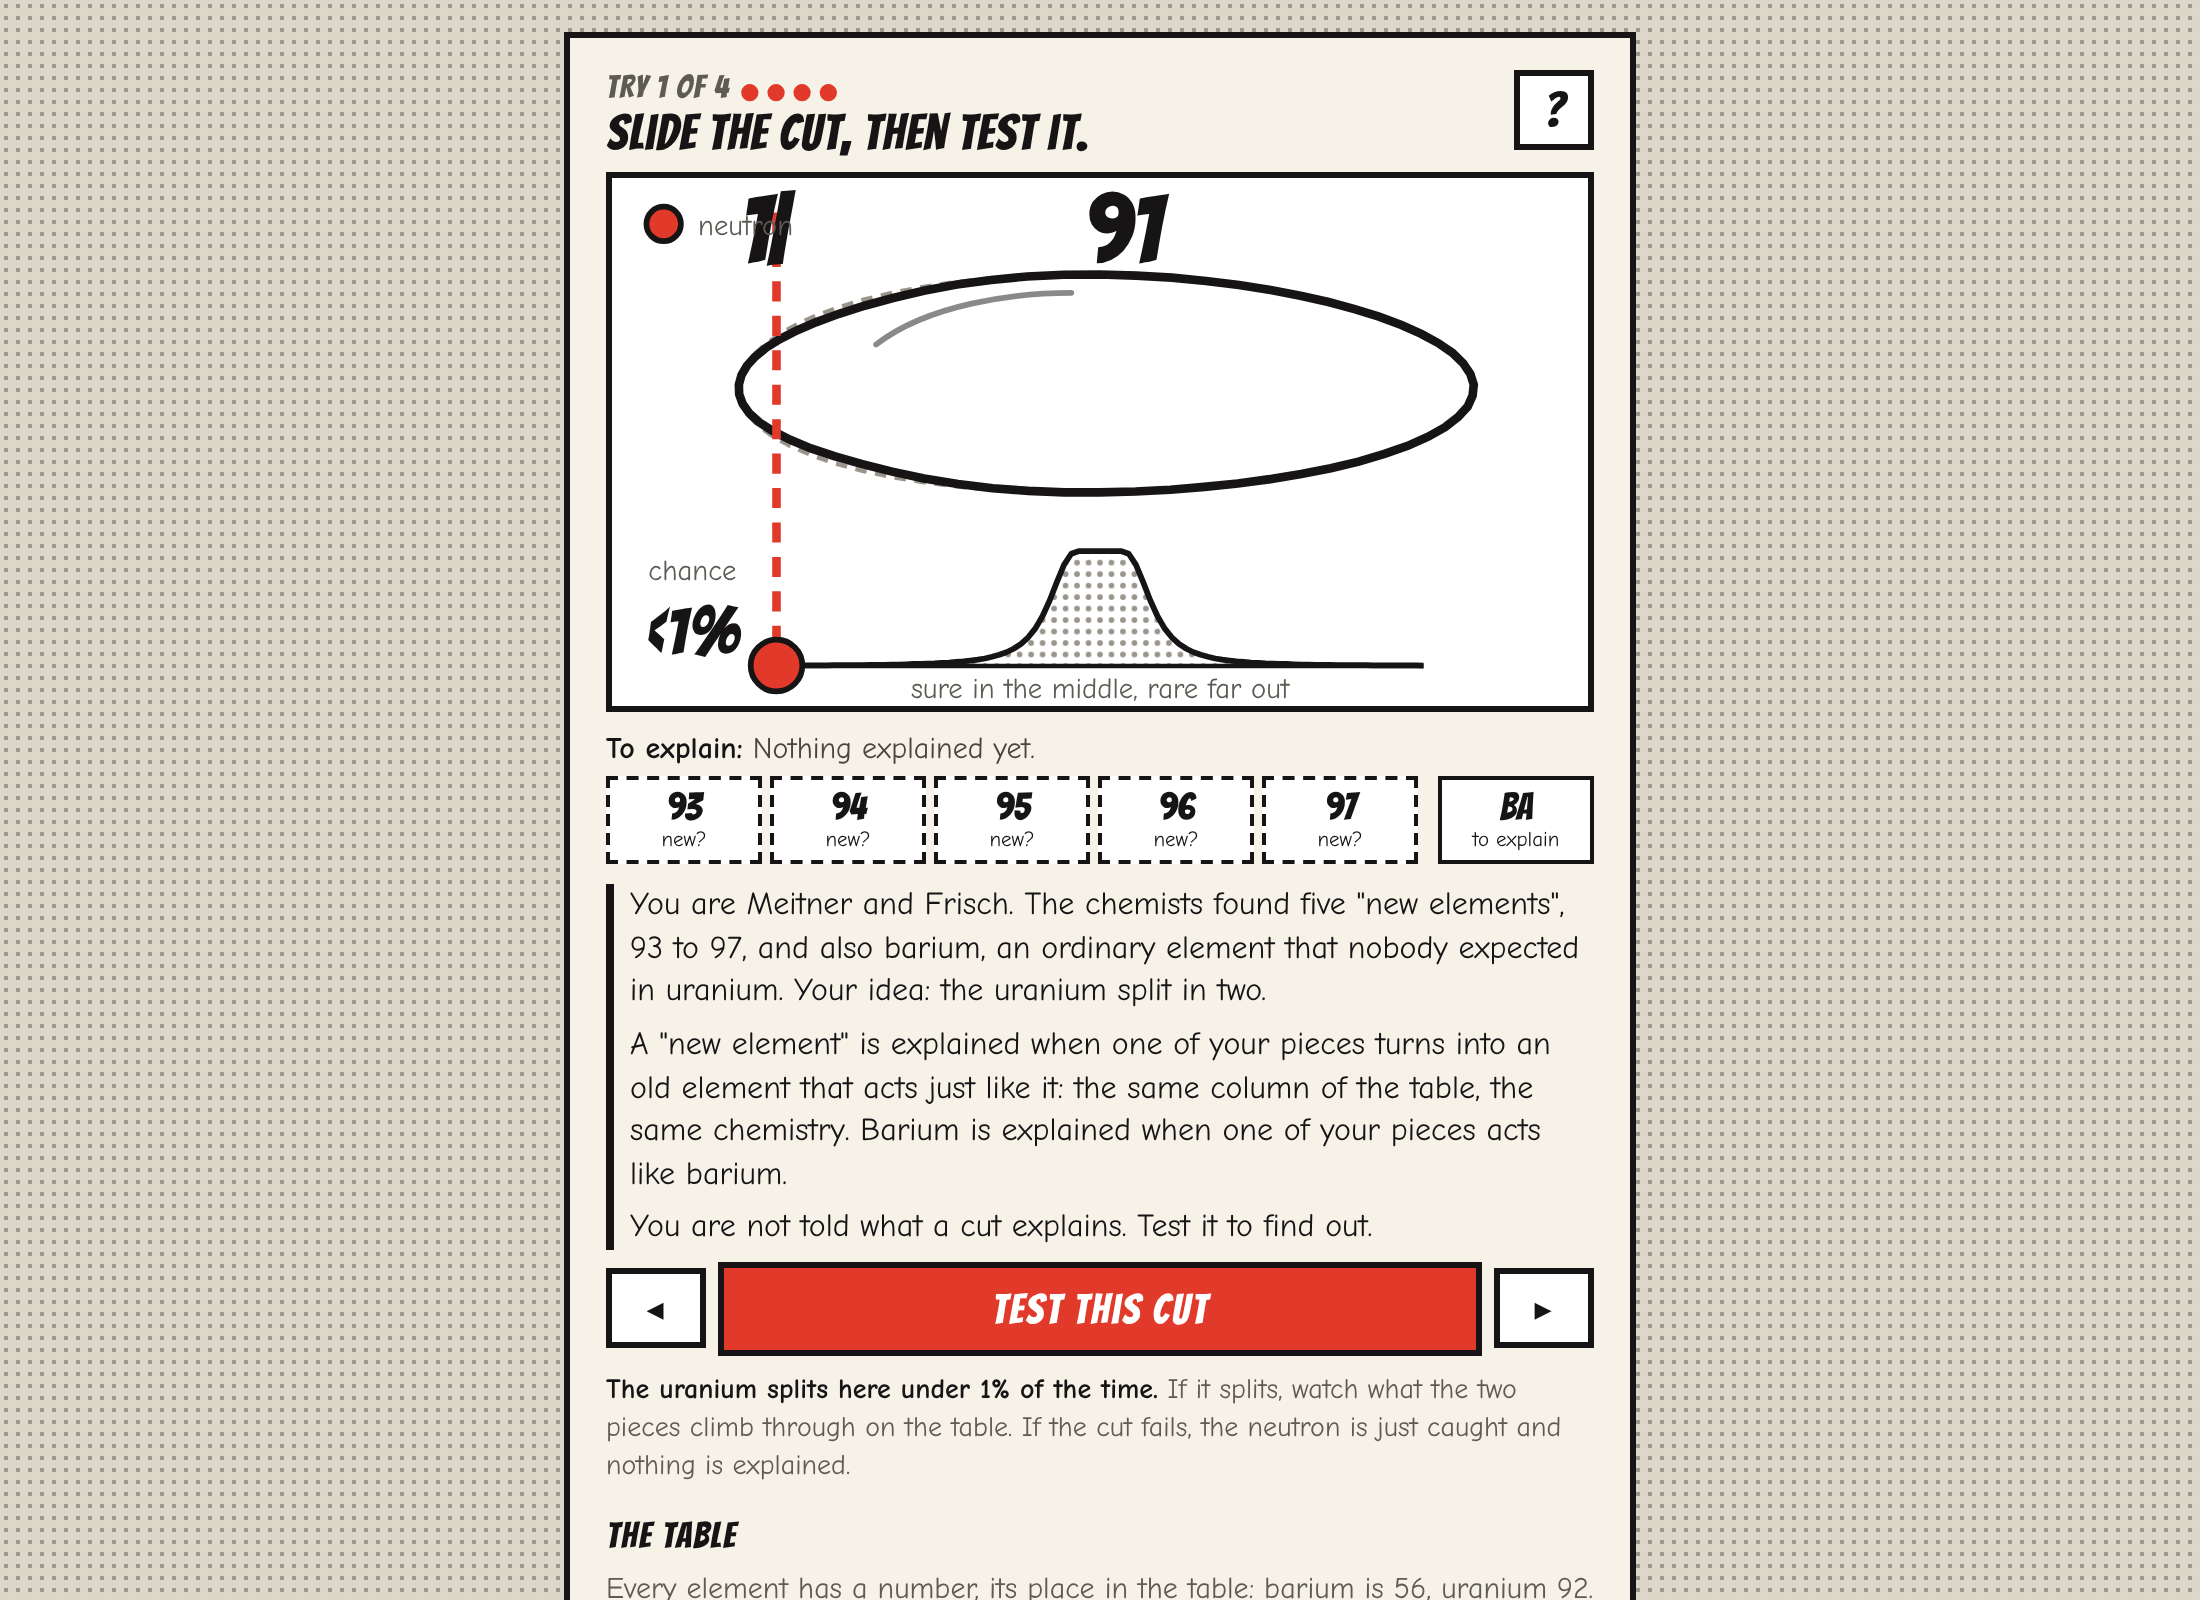 TRY 1 OF 4
SLIDE THE CUT, THEN TEST IT.
?
neutron
1
91
chance
<1%
sure in the middle, rare far out
To explain: Nothing explained yet.
93
new?
94
new?
95
new?
96
new?
97
new?
BA
to explain
You are Meitner and Frisch. The chemists found five "new elements",
93 to 97, and also barium, an ordinary element that nobody expected
in uranium. Your idea: the uranium split in two.
A "new element" is explained when one of your pieces turns into an
old element that acts just like it: the same column of the table, the
same chemistry. Barium is explained when one of your pieces acts
like barium.
You are not told what a cut explains. Test it to find out.
◄
TEST THIS CUT
►
The uranium splits here under 1% of the time. If it splits, watch what the two
pieces climb through on the table. If the cut fails, the neutron is just caught and
nothing is explained.
THE TABLE
Every element has a number, its place in the table: barium is 56, uranium 92.